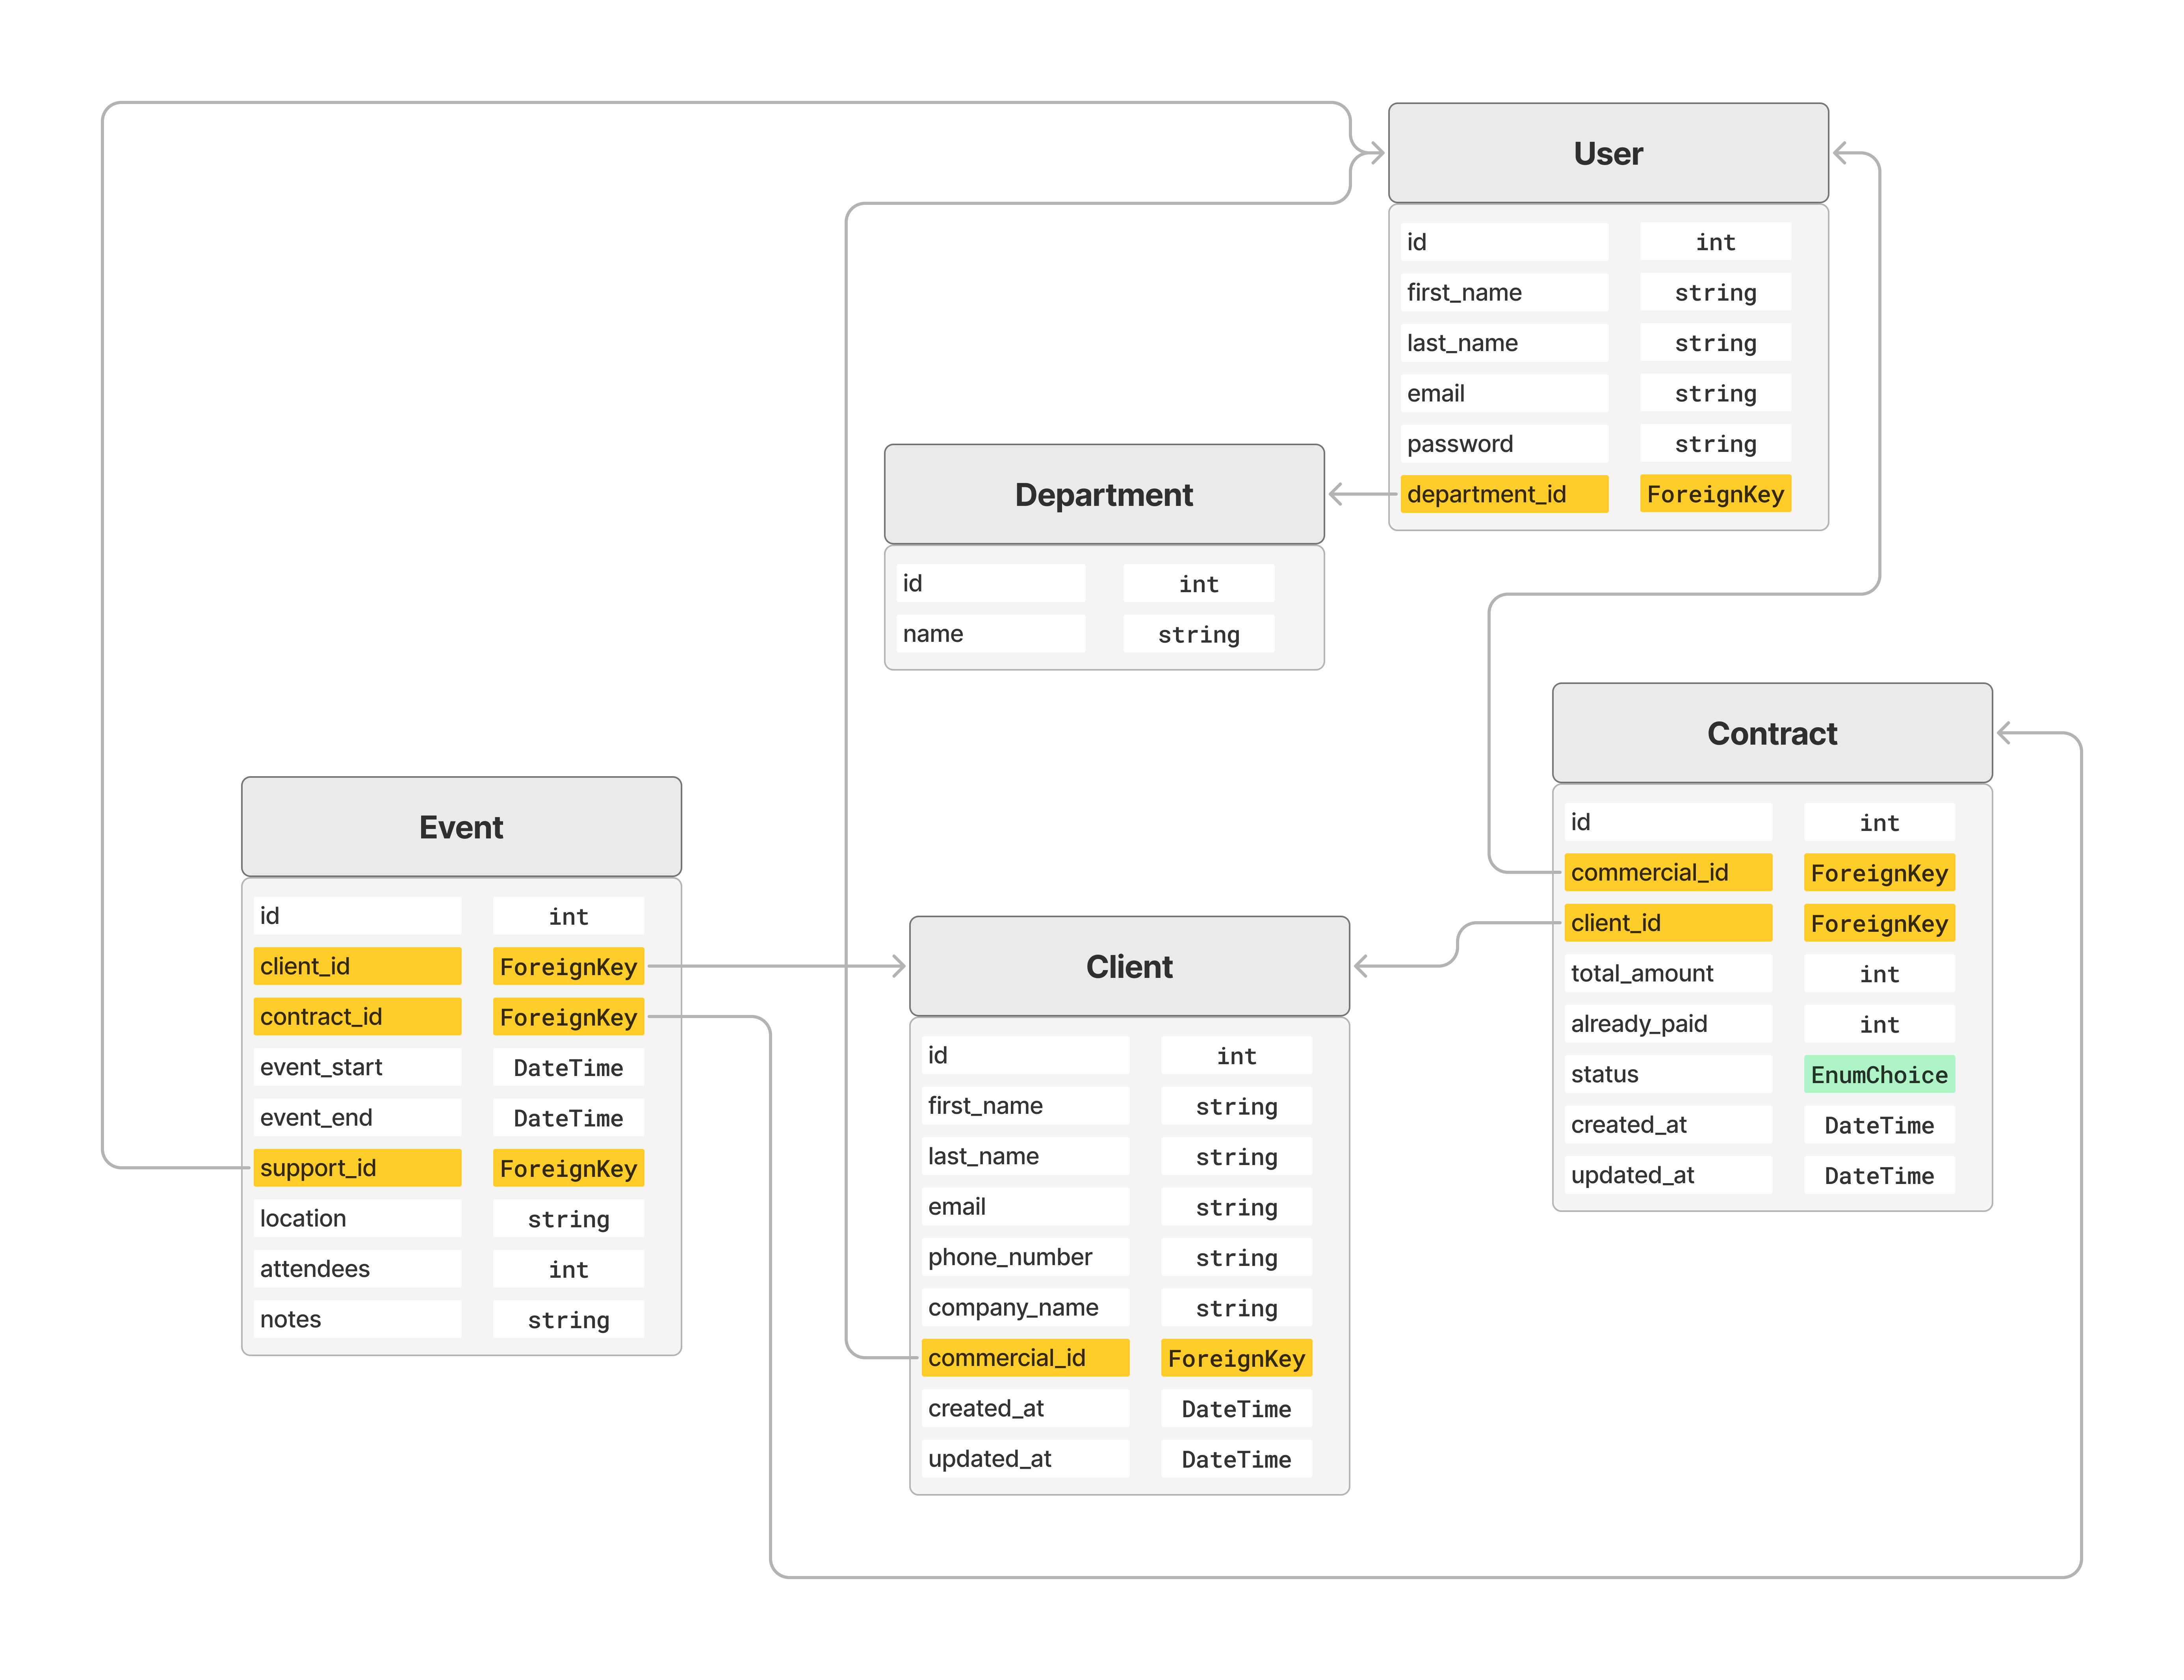 User
id int
first_name string
last_name string
email string
password string
department_id ForeignKey
Department
id int
name string
Contract
id int
commercial_id ForeignKey
client_id ForeignKey
total_amount int
already_paid int
status EnumChoice
created_at DateTime
updated_at DateTime
Event
id int
client_id ForeignKey
contract_id ForeignKey
event_start DateTime
event_end DateTime
support_id ForeignKey
location string
attendees int
notes string
Client
id int
first_name string
last_name string
email string
phone_number string
company_name string
commercial_id ForeignKey
created_at DateTime
updated_at DateTime